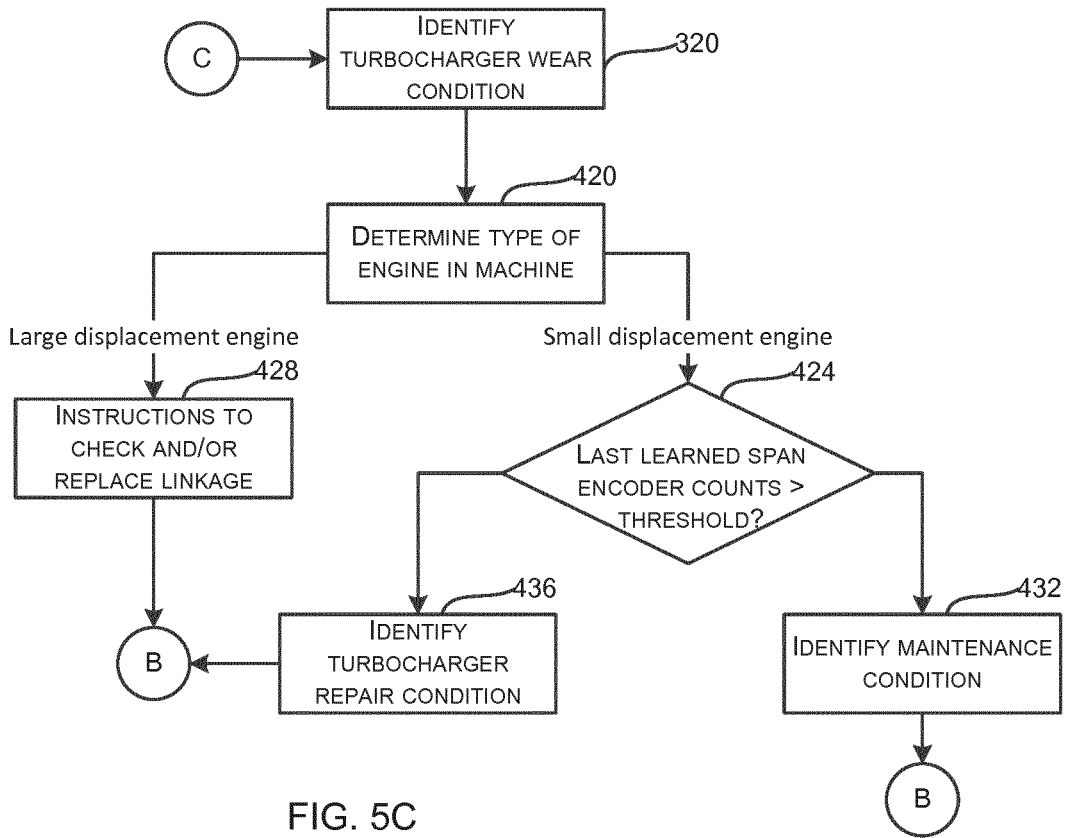 C
IDENTIFY
TURBOCHARGER WEAR
CONDITION
320
420
DETERMINE TYPE OF
ENGINE IN MACHINE
Large displacement engine
Small displacement engine
428
INSTRUCTIONS TO
CHECK AND/OR
REPLACE LINKAGE
424
LAST LEARNED SPAN
ENCODER COUNTS >
THRESHOLD?
436
IDENTIFY
TURBOCHARGER
REPAIR CONDITION
432
IDENTIFY MAINTENANCE
CONDITION
B
B
FIG. 5C